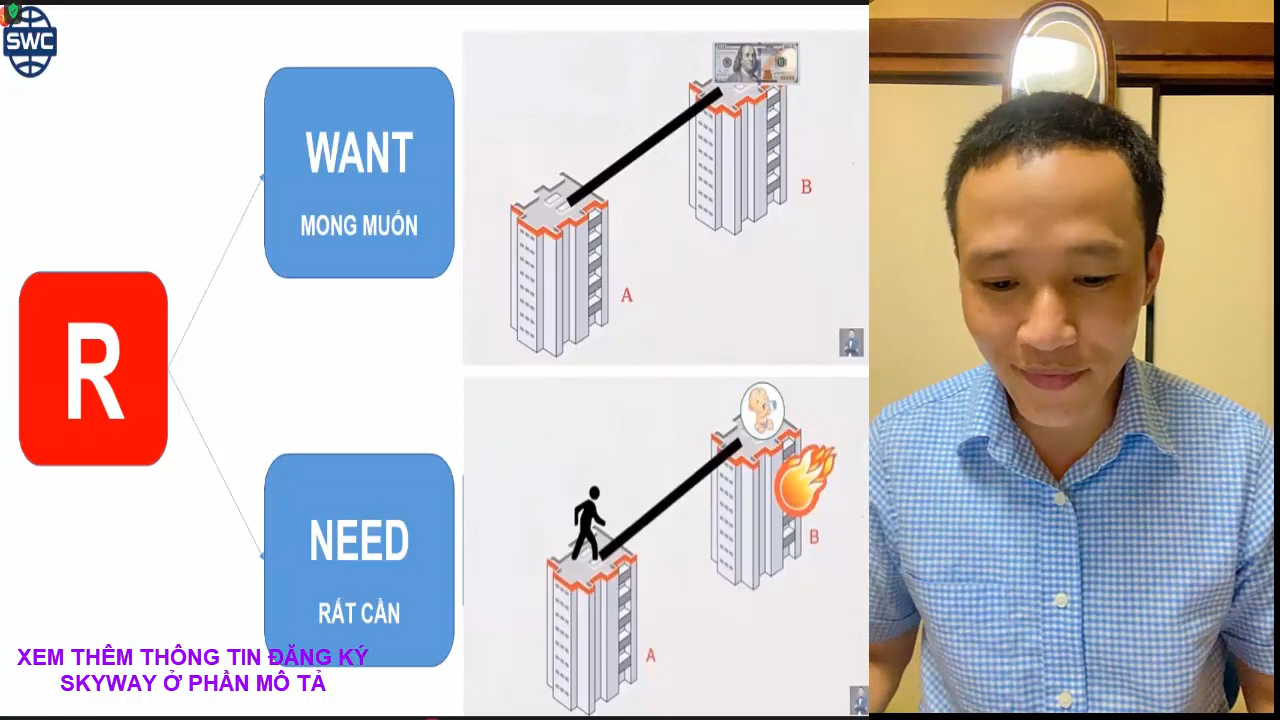 SWC
WANT
MONG MUỐN
B
A
R
NEED
RẤT CẦN
B
A
XEM THÊM THÔNG TIN ĐĂNG KÝ
SKYWAY Ở PHẦN MÔ TẢ